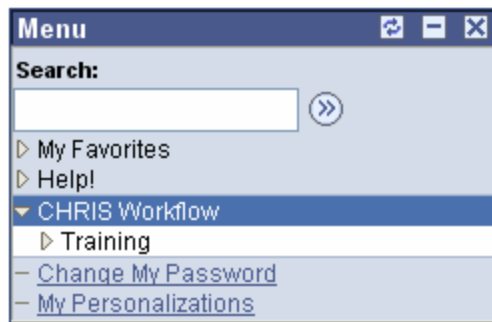 Menu
Search:
My Favorites
Help!
CHRIS Workflow
Training
Change My Password
My Personalizations